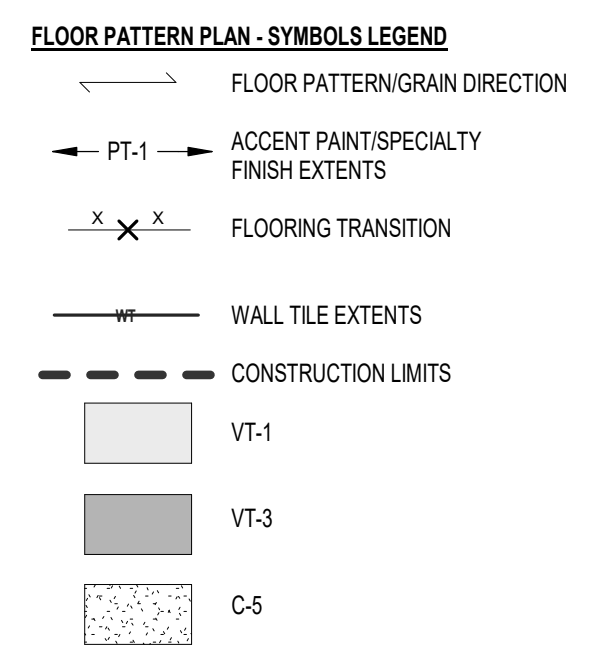 FLOOR PATTERN PLAN - SYMBOLS LEGEND
FLOOR PATTERN/GRAIN DIRECTION
PT-1 ACCENT PAINT/SPECIALTY
FINISH EXTENTS
X X FLOORING TRANSITION
WT WALL TILE EXTENTS
CONSTRUCTION LIMITS
VT-1
VT-3
C-5